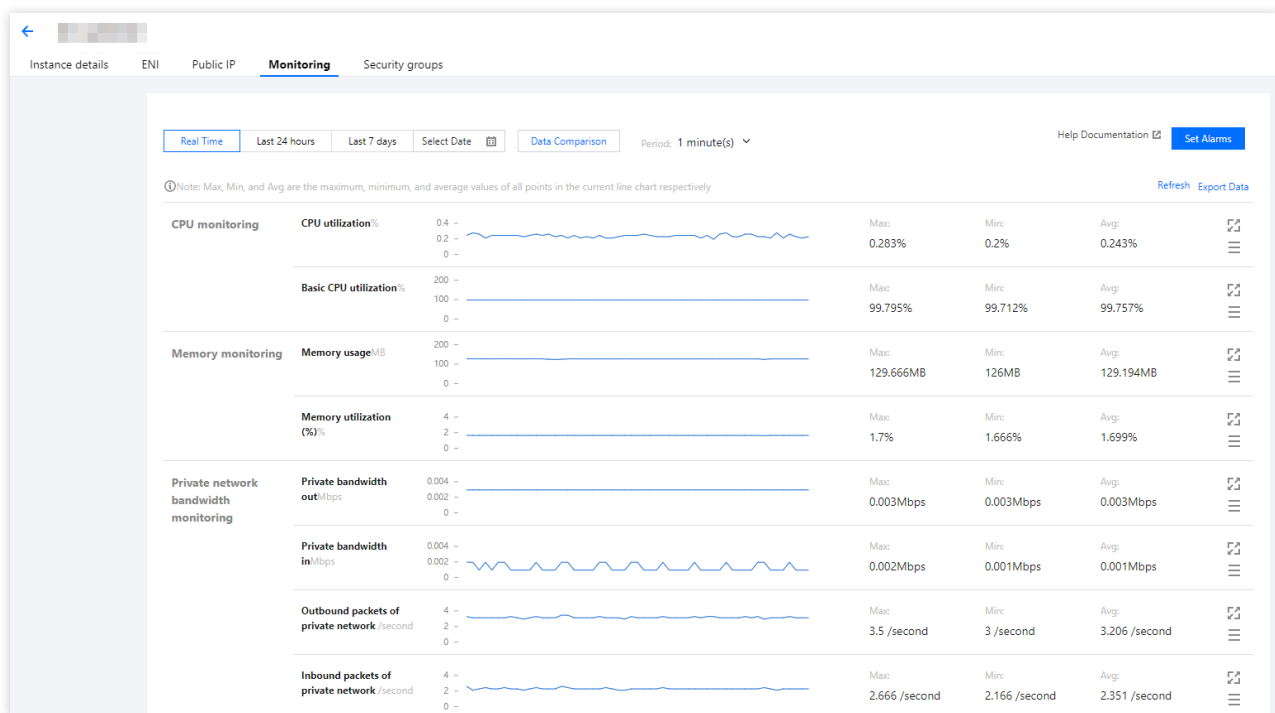 Instance details ENI Public IP Monitoring Security groups
Real Time Last 24 hours Last 7 days Select Date Data Comparison Period: 1 minute(s) Help Documentation Set Alarms
Note: Max, Min, and Avg are the maximum, minimum, and average values of all points in the current line chart respectively Refresh Export Data
CPU monitoring
CPU utilization%
0.4
0.2
0
Max: Min: Avg:
0.283% 0.2% 0.243%
Basic CPU utilization%
200
100
0
Max: Min: Avg:
99.795% 99.712% 99.757%
Memory monitoring
Memory usageMB
200
100
0
Max: Min: Avg:
129.666MB 126MB 129.194MB
Memory utilization
(%)%
4
2
0
Max: Min: Avg:
1.7% 1.666% 1.699%
Private network
bandwidth
monitoring
Private bandwidth
outMbps
0.004
0.002
0
Max: Min: Avg:
0.003Mbps 0.003Mbps 0.003Mbps
Private bandwidth
inMbps
0.004
0.002
0
Max: Min: Avg:
0.002Mbps 0.001Mbps 0.001Mbps
Outbound packets of
private network /second
4
2
0
Max: Min: Avg:
3.5 /second 3 /second 3.206 /second
Inbound packets of
private network /second
4
2
0
Max: Min: Avg:
2.666 /second 2.166 /second 2.351 /second